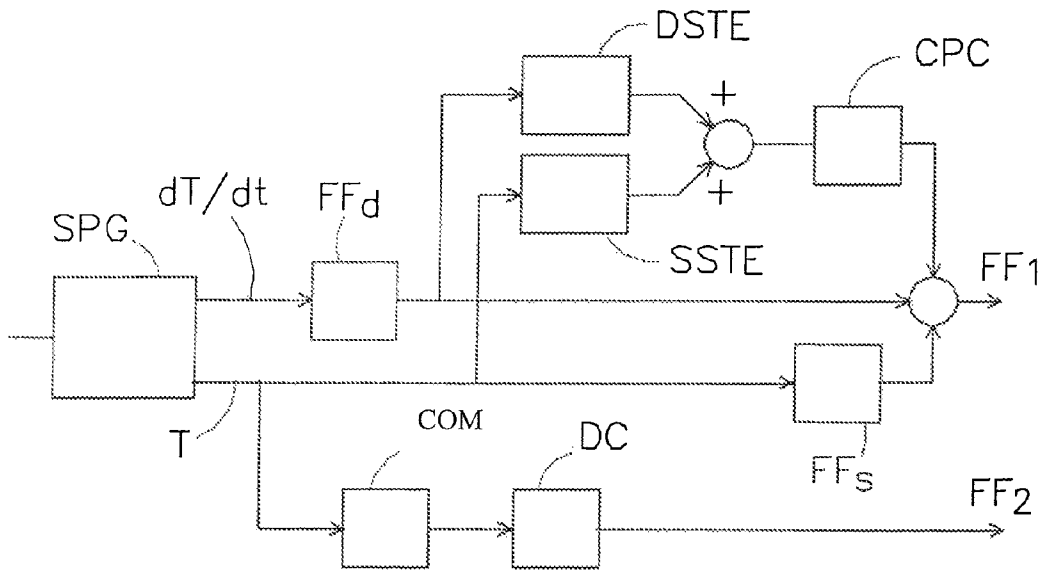 DSTE
CPC
+
dT/dt
FFd
+
SPG
SSTE
FF1
T
COM
DC
FFs
FF2